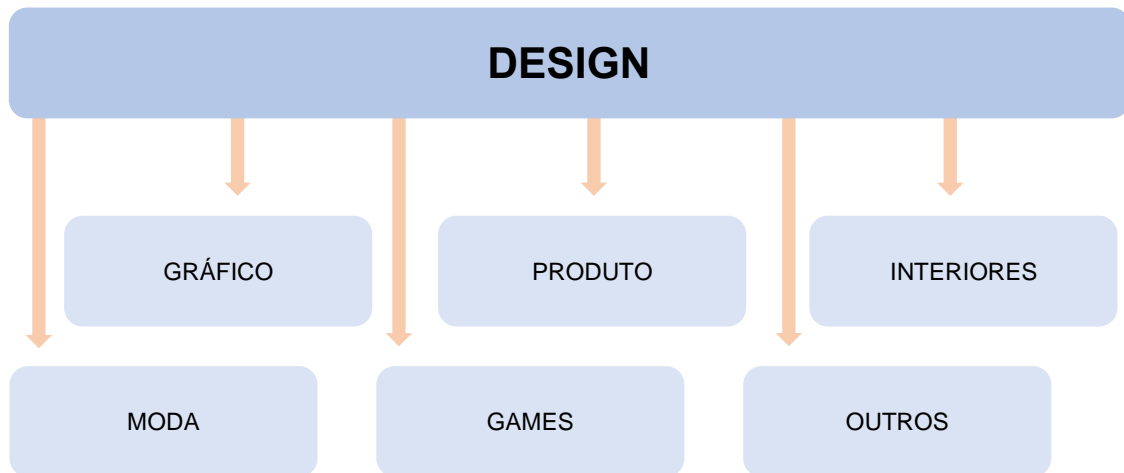 DESIGN
GRÁFICO
PRODUTO
INTERIORES
MODA
GAMES
OUTROS